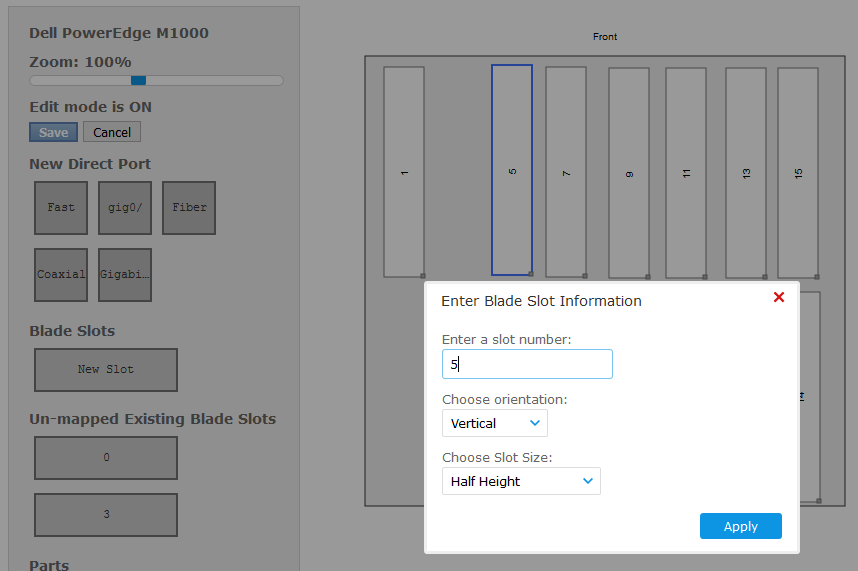 Dell PowerEdge M1000
Zoom: 100%
Edit mode is ON
Save Cancel
New Direct Port
Fast gig0/ Fiber
Coaxial Gigabi...
Blade Slots
New Slot
Un-mapped Existing Blade Slots
0
3
Parts
Front
1 5 7 9 11 13 15
Enter Blade Slot Information
Enter a slot number:
5
Choose orientation:
Vertical
Choose Slot Size:
Half Height
Apply